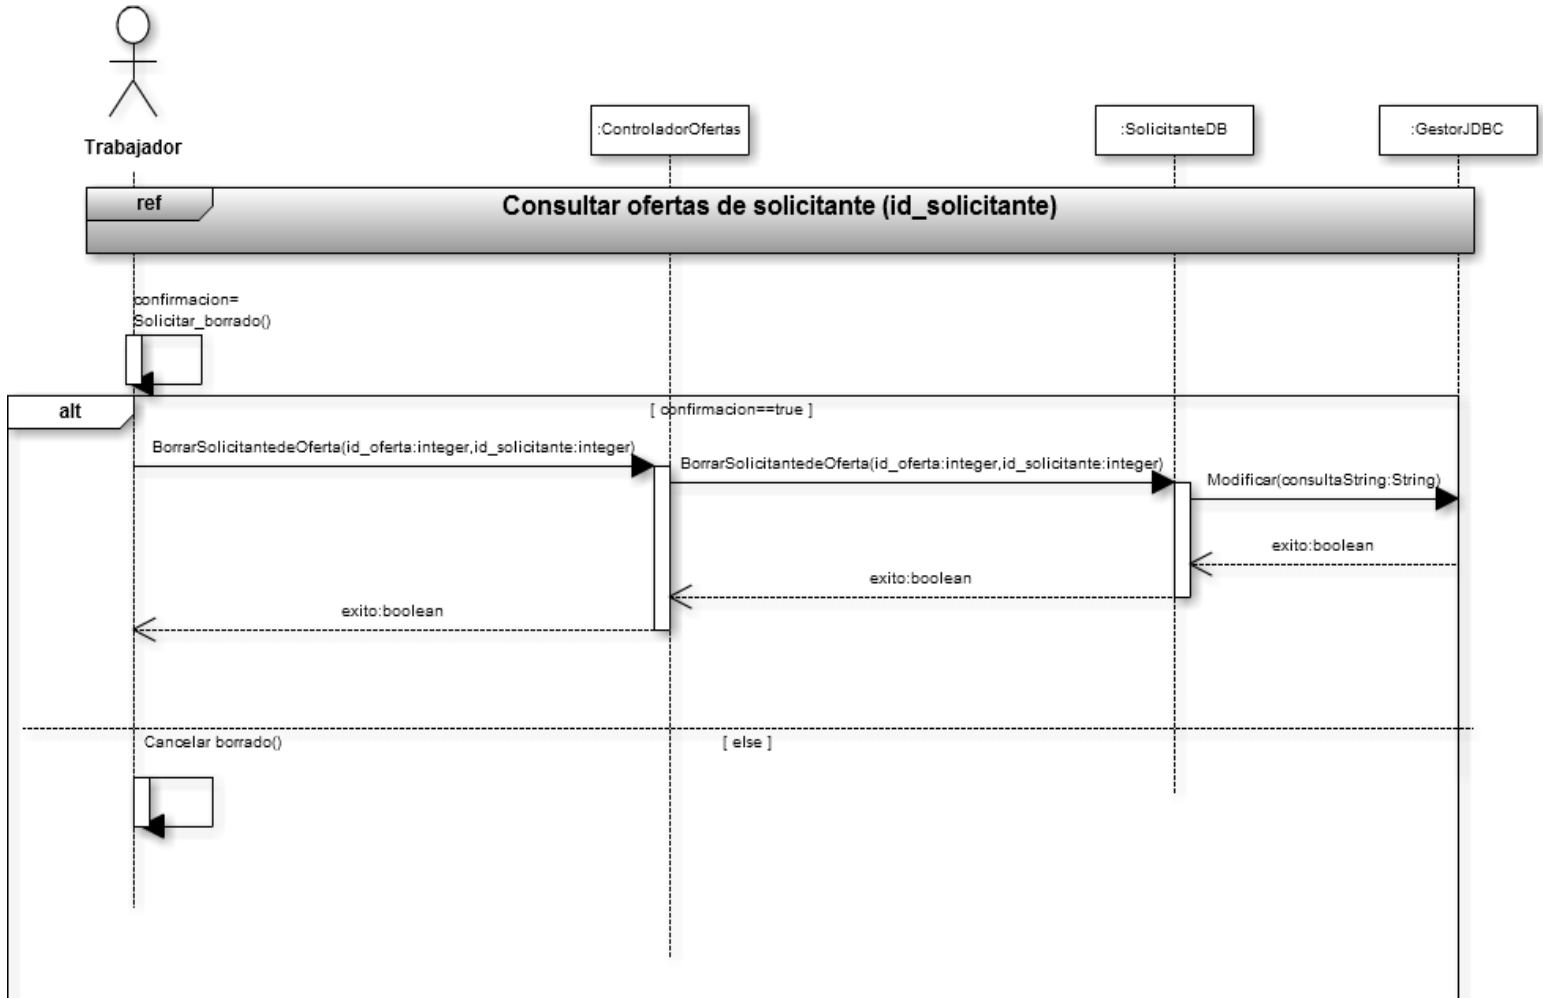 Trabajador
:ControladorOfertas
:SolicitanteDB
:GestorJDBC
ref
Consultar ofertas de solicitante (id_solicitante)
confirmacion=
Solicitar_borrado()
alt
[ confirmacion==true ]
BorrarSolicitantedeOferta(id_oferta:integer,id_solicitante:integer)
BorrarSolicitantedeOferta(id_oferta:integer,id_solicitante:integer)
Modificar(consultaString:String)
exito:boolean
exito:boolean
exito:boolean
Cancelar borrado()
[ else ]